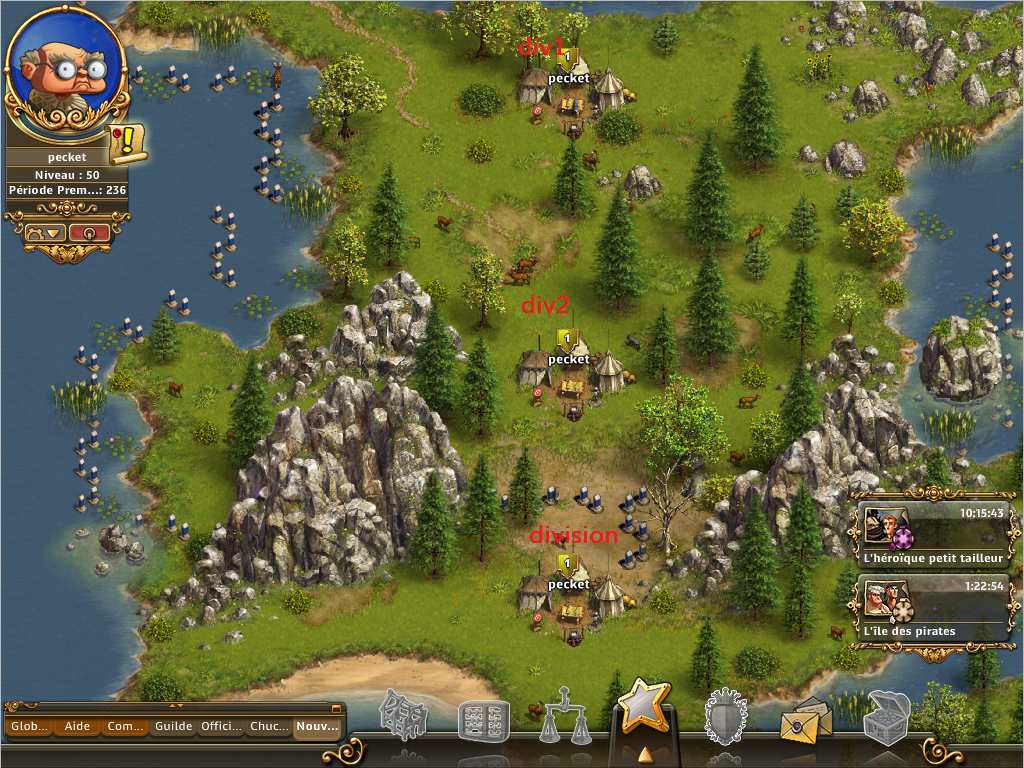 div1
1
pecket
pecket
Niveau : 50
Période Prem...: 236
div2
1
pecket
division
1
pecket
10:15:43
L'héroïque petit tailleur
1:22:54
L'île des pirates
Glob... Aide Com... Guilde Offici... Chuc... Nouv...